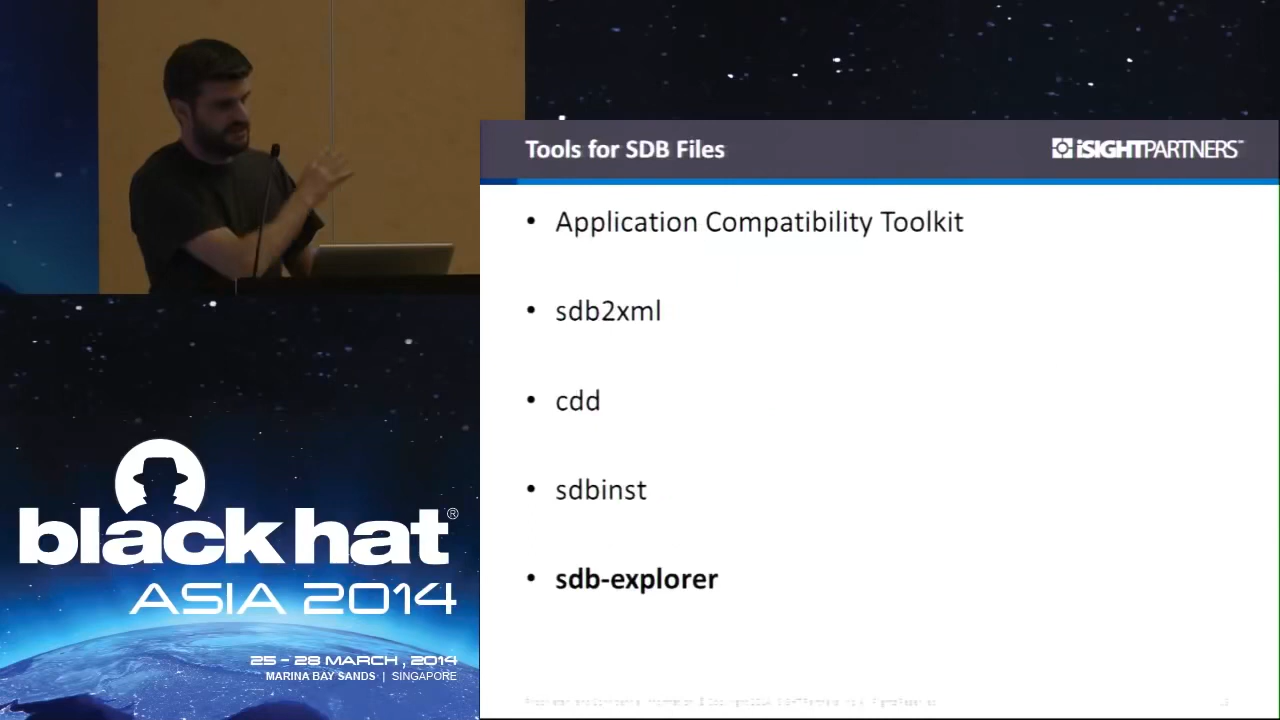 Tools for SDB Files
iSIGHTPARTNERS
• Application Compatibility Toolkit
• sdb2xml
• cdd
• sdbinst
• sdb-explorer
black hat®
ASIA 2014
25 - 28 MARCH, 2014
MARINA BAY SANDS | SINGAPORE